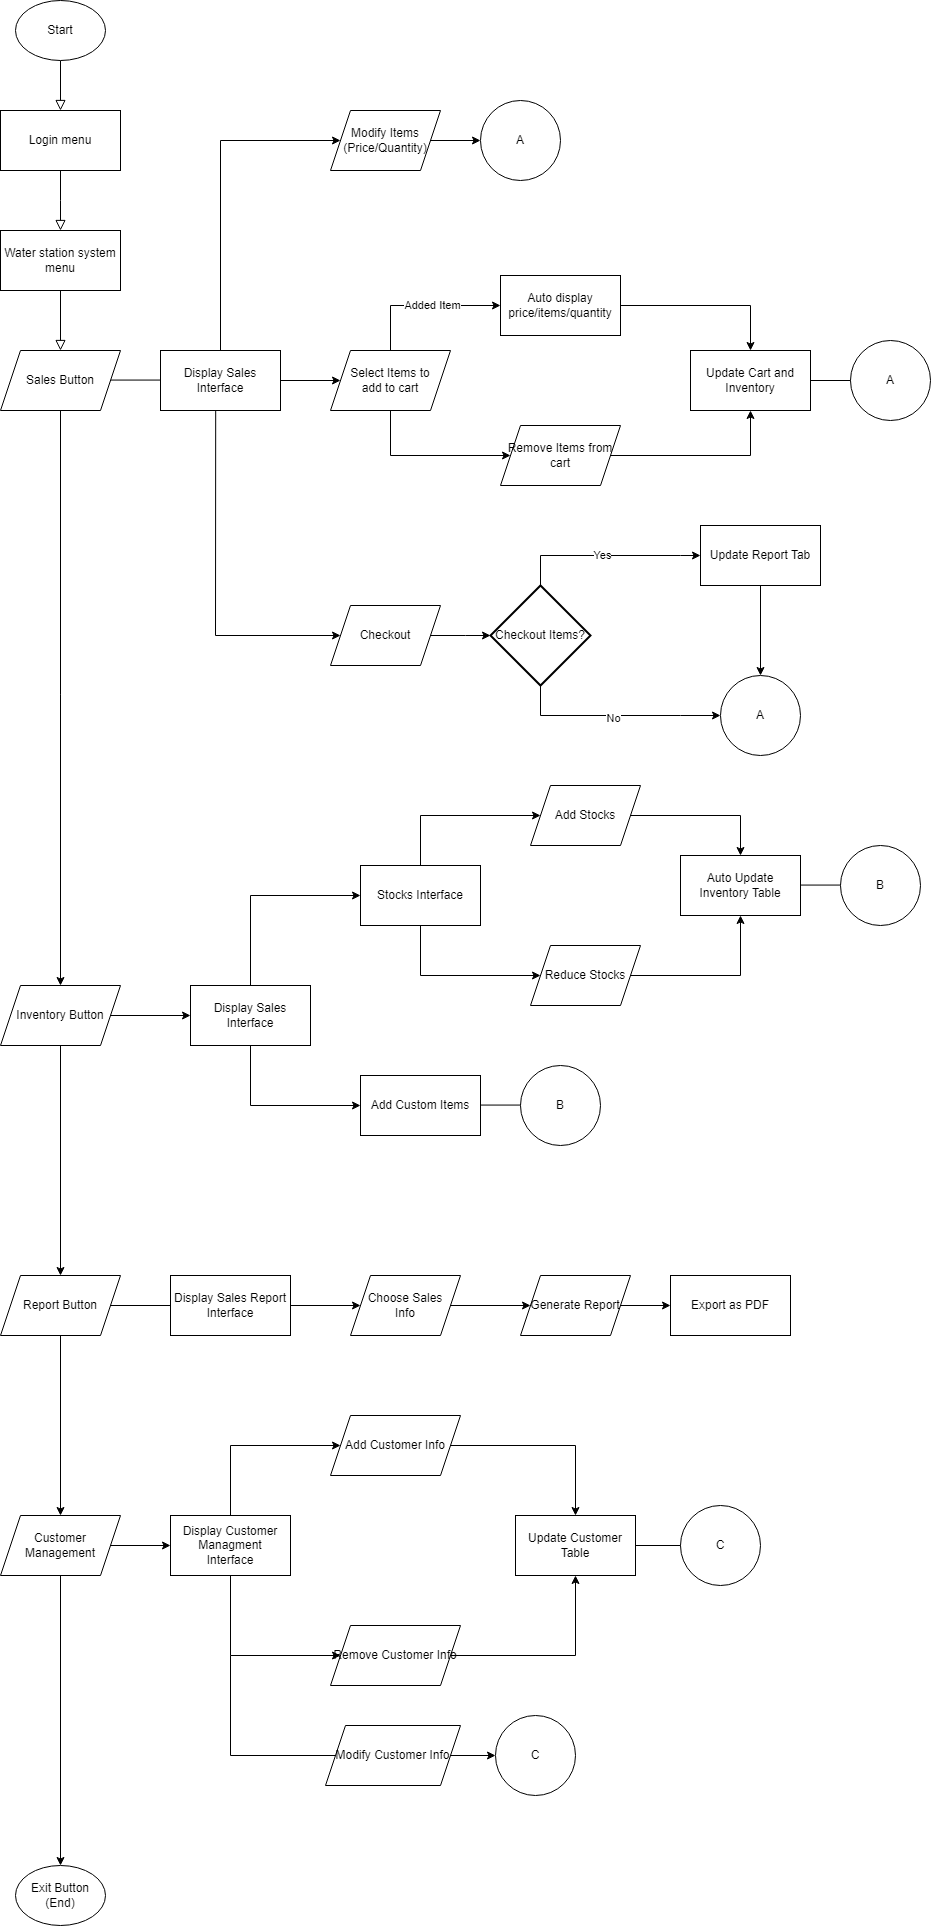 Start
Login menu
Water station system
menu
Sales Button
Display Sales
Interface
Modify Items
(Price/Quantity)
A
Select Items to
add to cart
Added Item
Auto display
price/items/quantity
Remove Items from
cart
Update Cart and
Inventory
A
Checkout
Checkout Items?
Yes
Update Report Tab
No
A
Inventory Button
Display Sales
Interface
Stocks Interface
Add Stocks
Reduce Stocks
Auto Update
Inventory Table
B
Add Custom Items
B
Report Button
Display Sales Report
Interface
Choose Sales
Info
Generate Report
Export as PDF
Customer
Management
Display Customer
Managment
Interface
Add Customer Info
Remove Customer Info
Update Customer
Table
C
Modify Customer Info
C
Exit Button
(End)